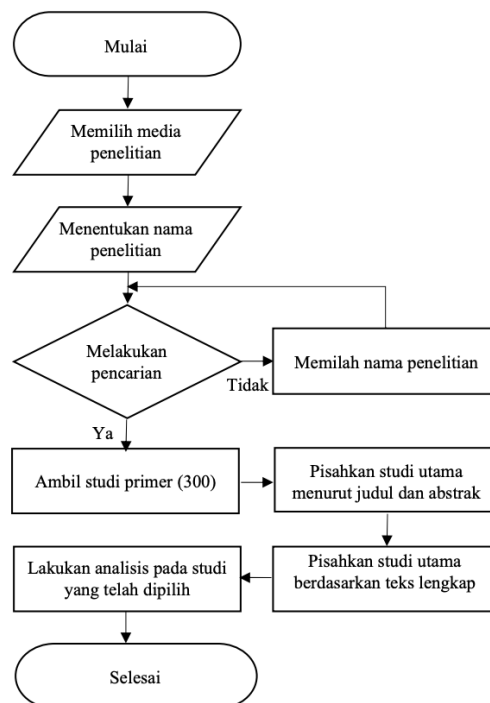 Mulai
Memilih media
penelitian
Menentukan nama
penelitian
Melakukan
pencarian
Tidak
Memilah nama penelitian
Ya
Ambil studi primer (300)
Pisahkan studi utama
menurut judul dan abstrak
Pisahkan studi utama
berdasarkan teks lengkap
Lakukan analisis pada studi
yang telah dipilih
Selesai